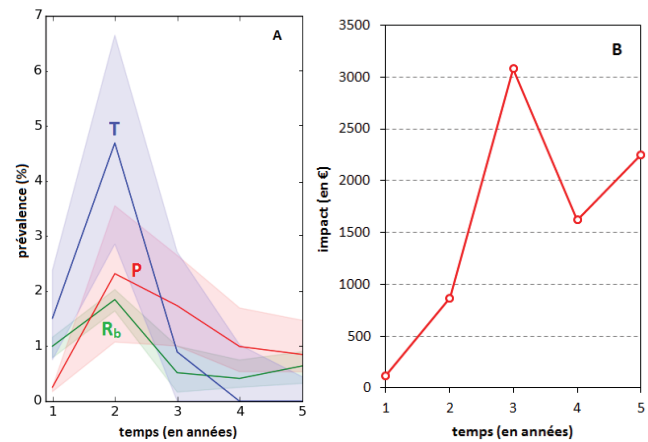 A
prévalence (%)
7
6
5
4
3
2
1
0
T
P
Rb
1 2 3 4 5
temps (en années)
B
impact (en €)
3500
3000
2500
2000
1500
1000
500
0
1 2 3 4 5
temps (en années)